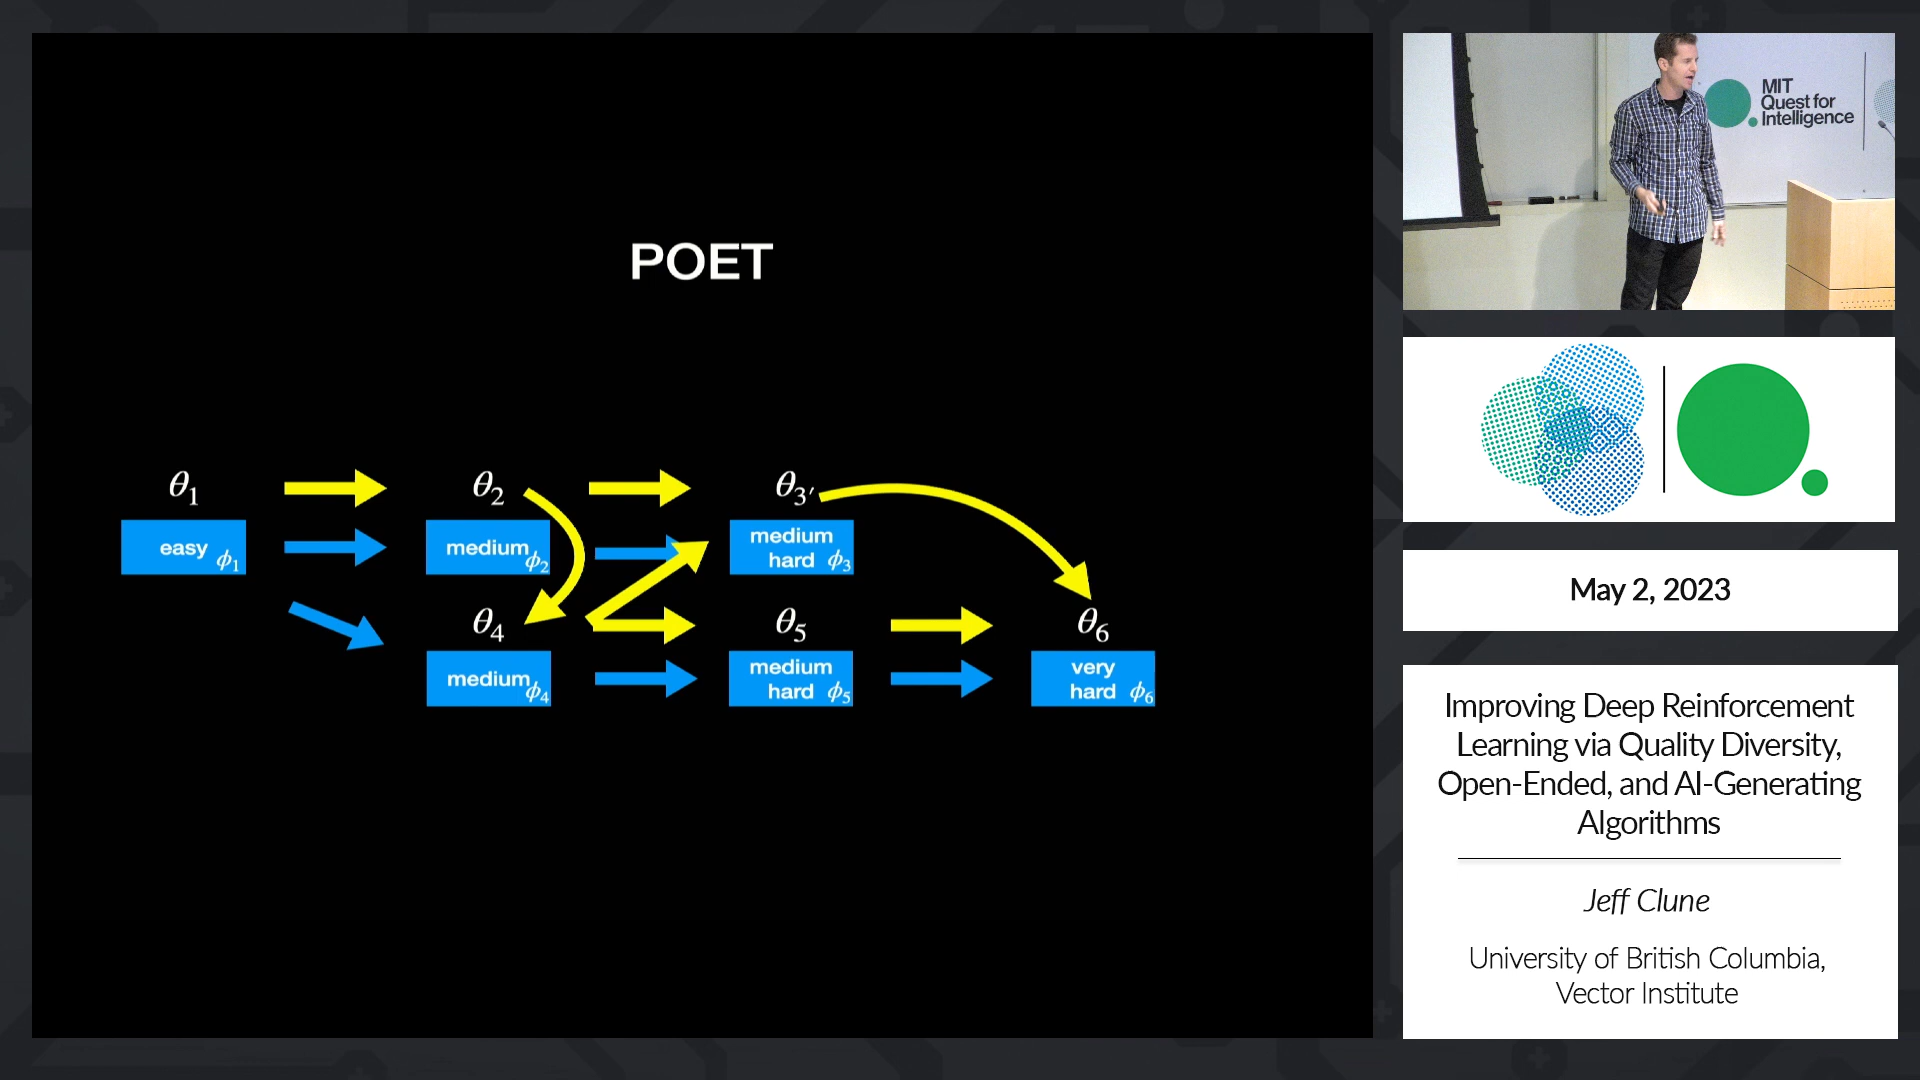 POET
θ1
θ2
θ3′
easy ϕ1
medium ϕ2
medium
hard ϕ3
θ4
θ5
θ6
medium ϕ4
medium
hard ϕ5
very
hard ϕ6
MIT
Quest for
Intelligence
May 2, 2023
Improving Deep Reinforcement
Learning via Quality Diversity,
Open-Ended, and AI-Generating
Algorithms
Jeff Clune
University of British Columbia,
Vector Institute